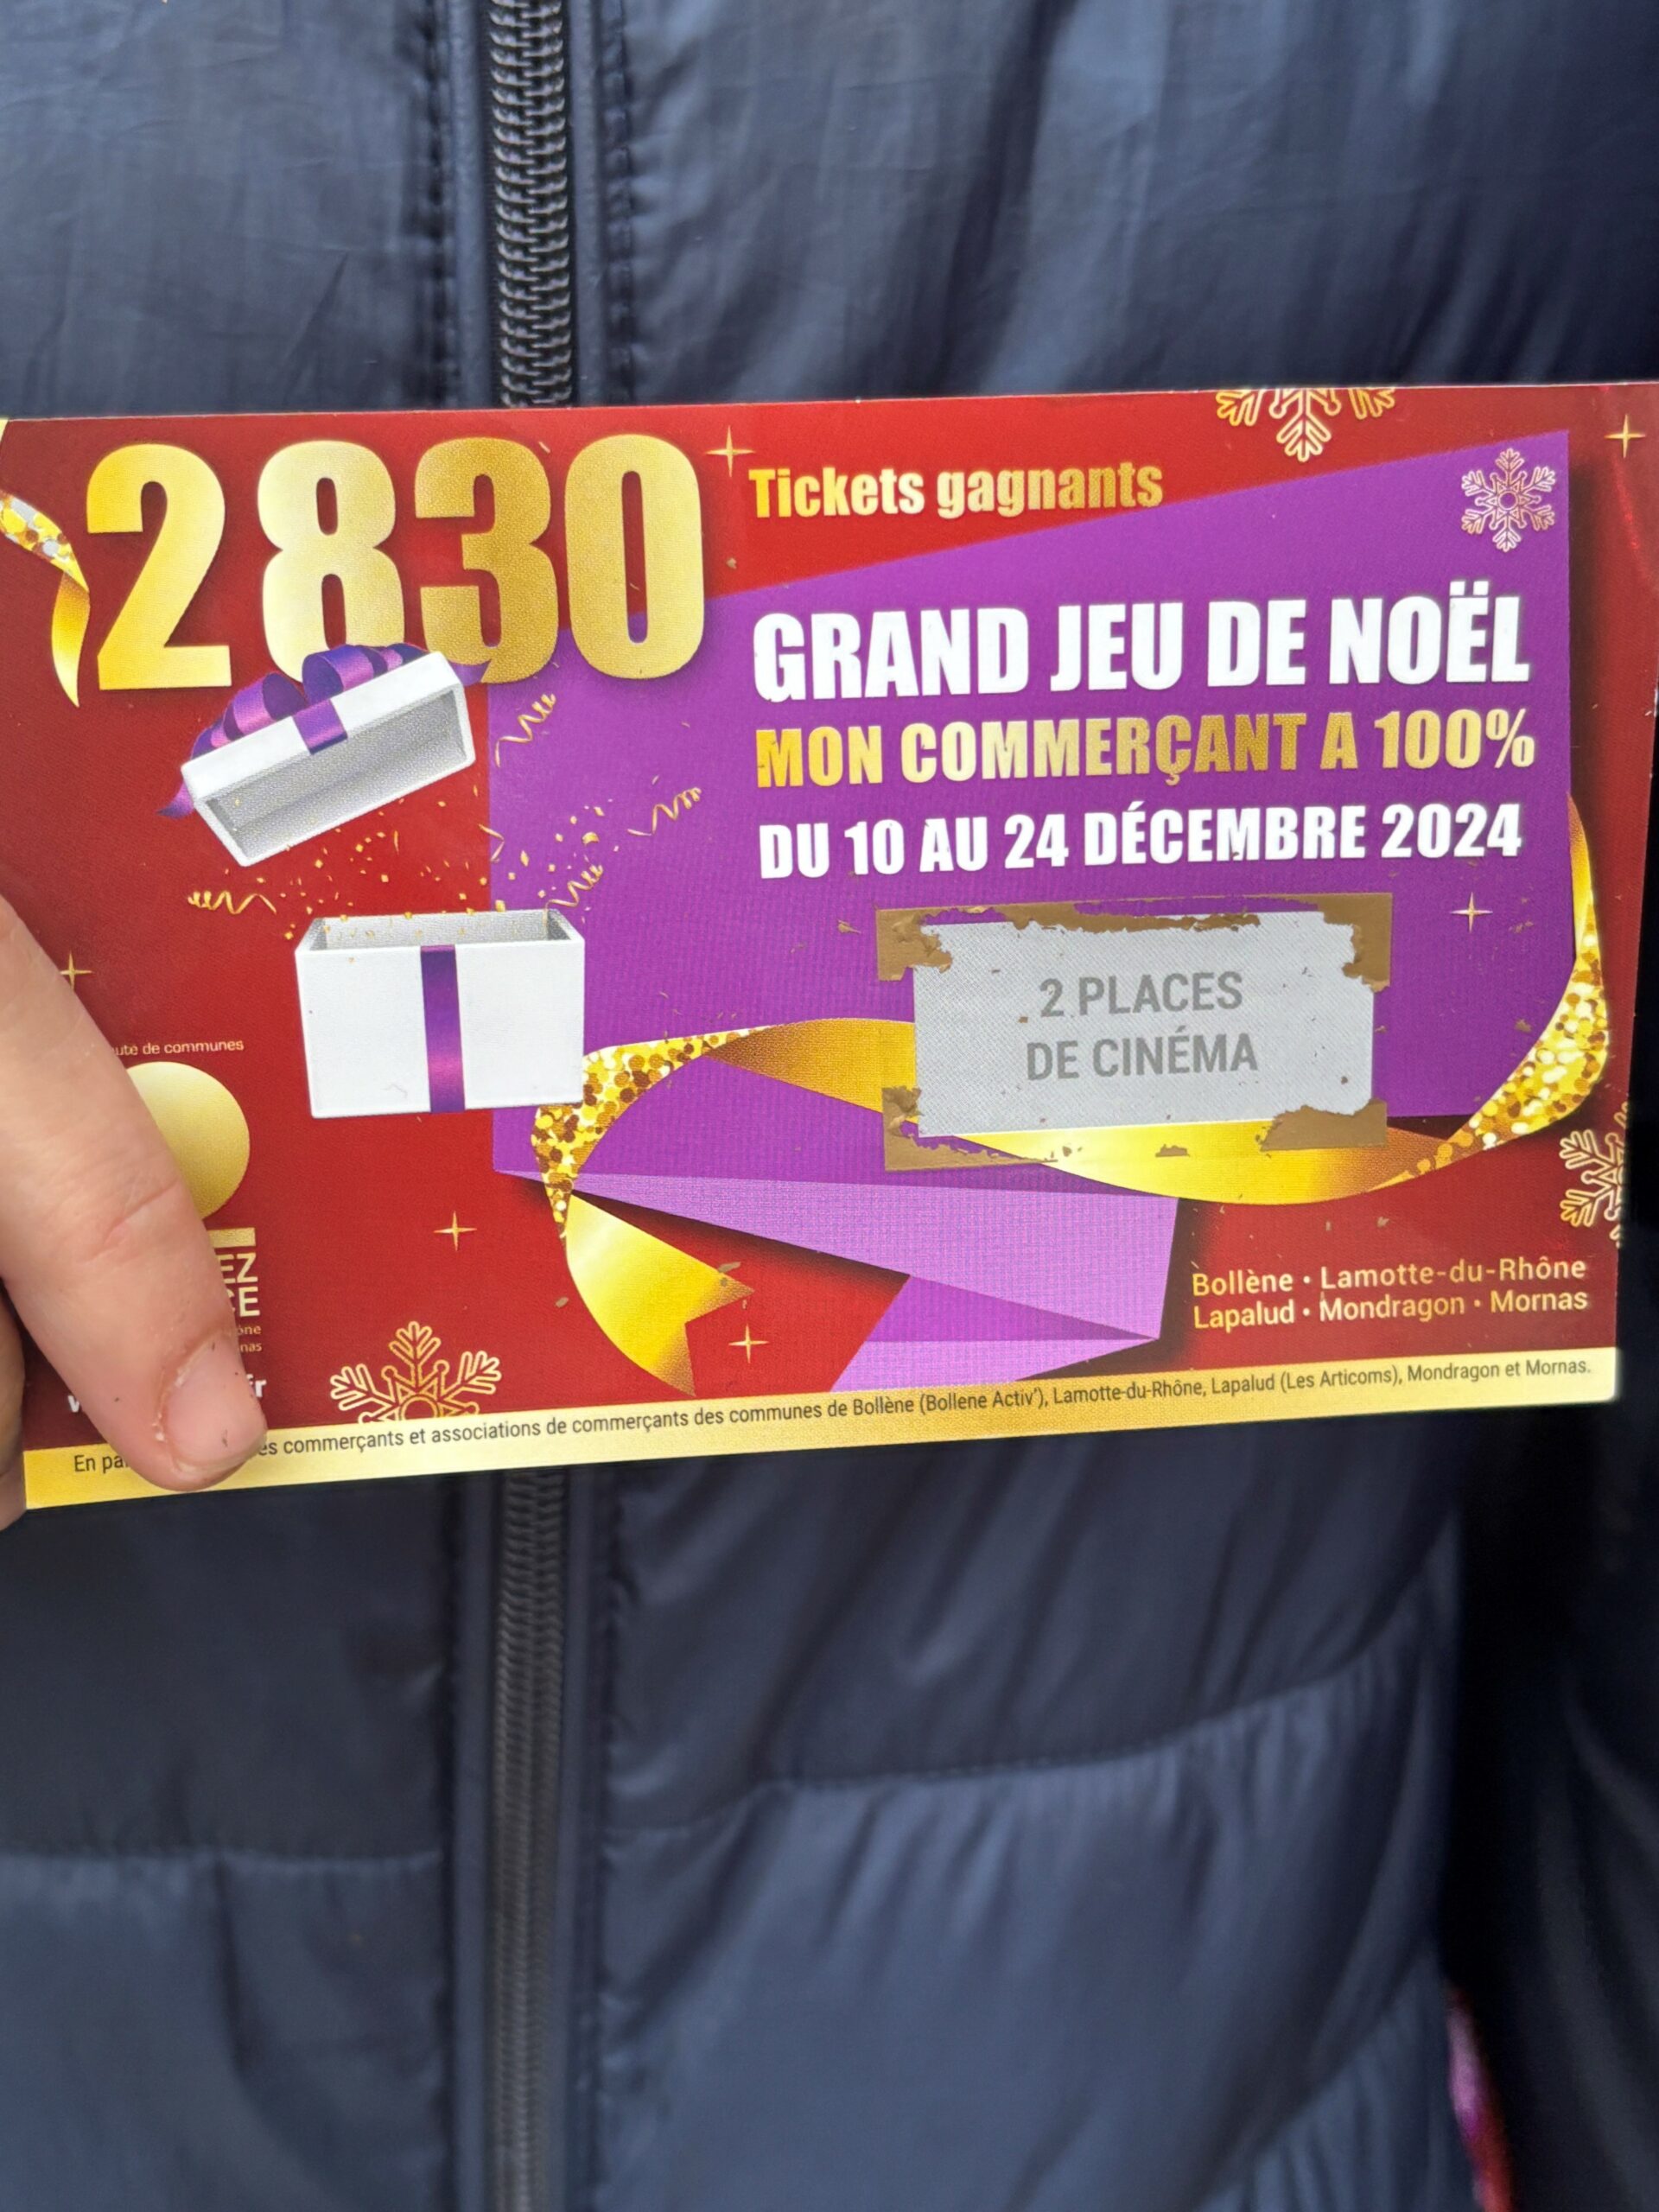 2830
Tickets gagnants
GRAND JEU DE NOËL
MON COMMERÇANT A 100%
DU 10 AU 24 DÉCEMBRE 2024
2 PLACES
DE CINÉMA
de communes
Bollène • Lamotte-du-Rhône
Lapalud • Mondragon • Mornas
En commerçants et associations de commerçants des communes de Bollène (Bollene Activ'), Lamotte-du-Rhône, Lapalud (Les Articoms), Mondragon et Mornas.